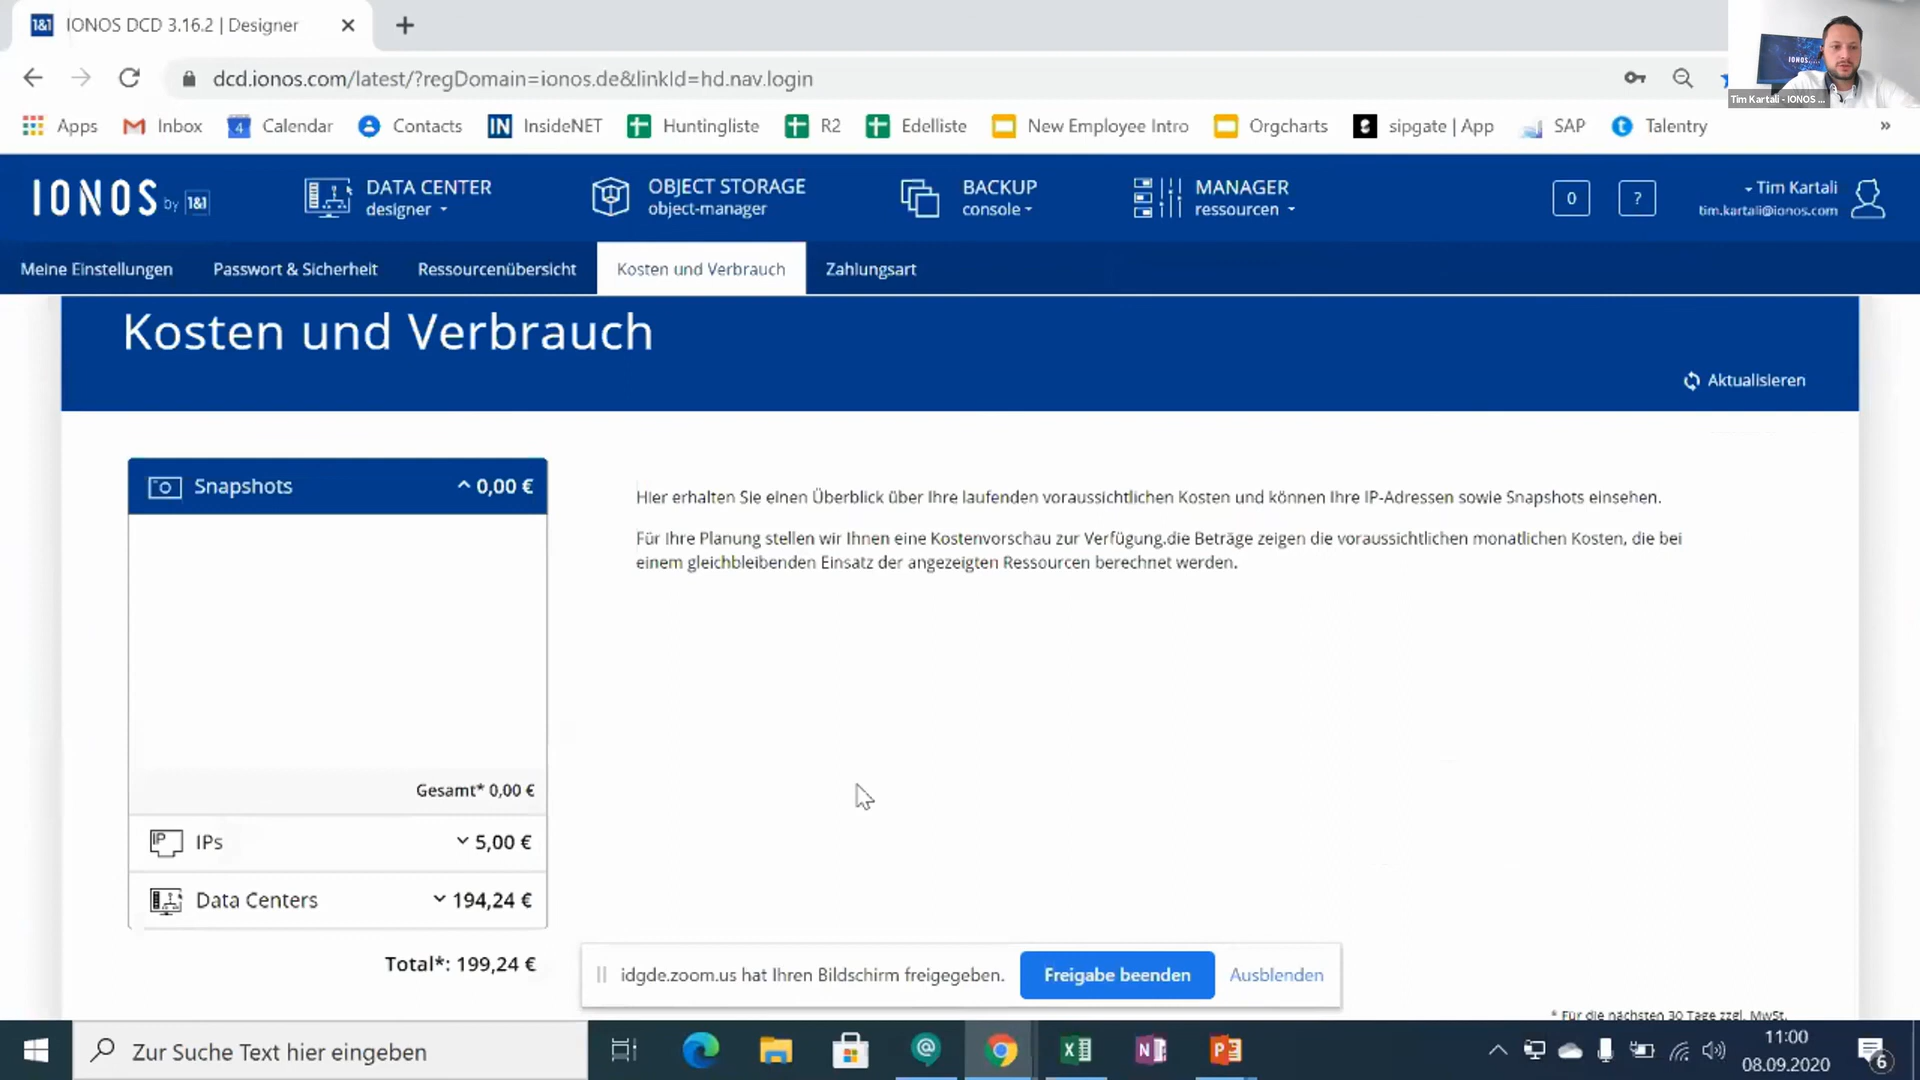 IONOS DCD 3.16.2 | Designer
dcd.ionos.com/latest/?regDomain=ionos.de&linkId=hd.nav.login
IONOS
Tim Kartali - IONOS ...
Apps
Inbox
4 Calendar
Contacts
IN InsideNET
Huntingliste
R2
Edelliste
New Employee Intro
Orgcharts
sipgate | App
SAP
Talentry
»
IONOS by 1&1
DATA CENTER
designer
OBJECT STORAGE
object-manager
BACKUP
console
MANAGER
ressourcen
0
?
Tim Kartali
tim.kartali@ionos.com
Meine Einstellungen
Passwort & Sicherheit
Ressourcenübersicht
Kosten und Verbrauch
Zahlungsart
Kosten und Verbrauch
Aktualisieren
Snapshots 0,00 €
Gesamt* 0,00 €
IP IPs 5,00 €
Data Centers 194,24 €
Total*: 199,24 €
Hier erhalten Sie einen Überblick über Ihre laufenden voraussichtlichen Kosten und können Ihre IP-Adressen sowie Snapshots einsehen.
Für Ihre Planung stellen wir Ihnen eine Kostenvorschau zur Verfügung.die Beträge zeigen die voraussichtlichen monatlichen Kosten, die bei
einem gleichbleibenden Einsatz der angezeigten Ressourcen berechnet werden.
idgde.zoom.us hat Ihren Bildschirm freigegeben.
Freigabe beenden
Ausblenden
* Für die nächsten 30 Tage zzgl. MwSt.
Zur Suche Text hier eingeben
11:00
08.09.2020
6